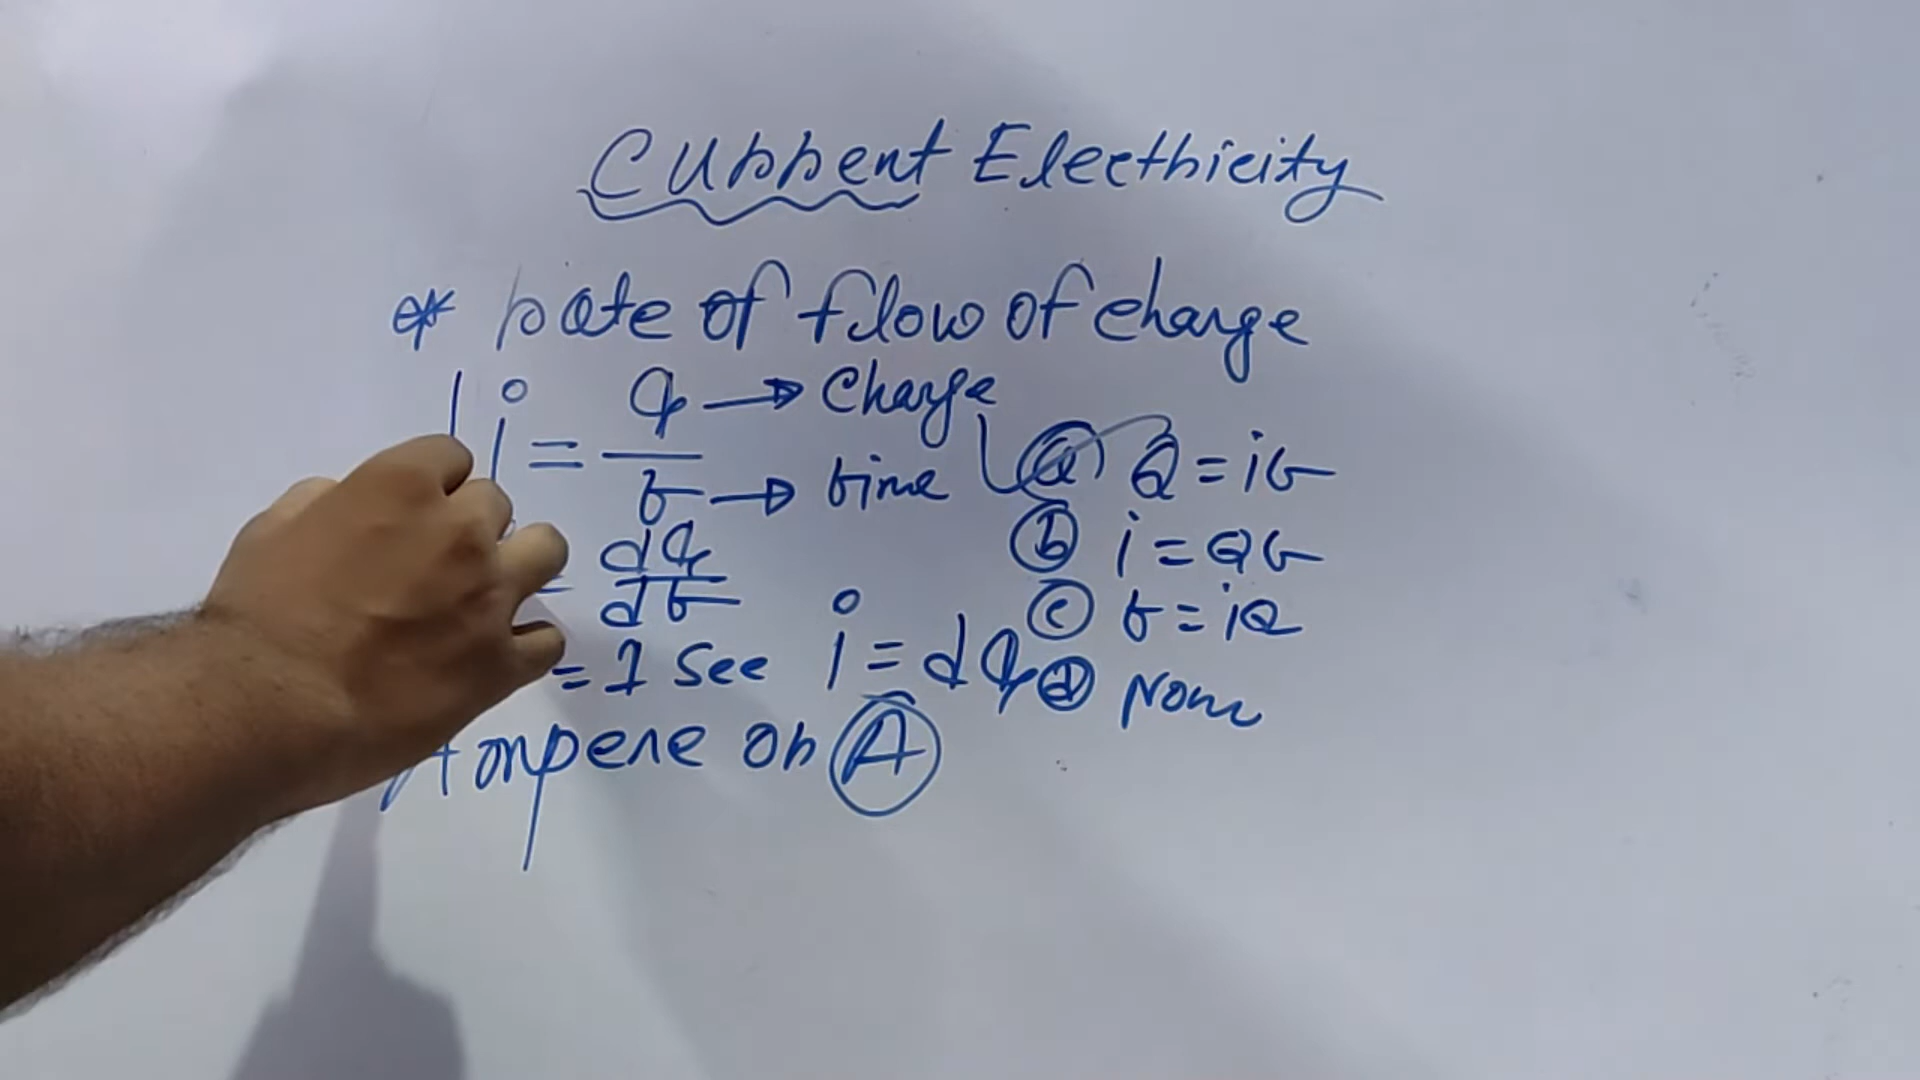 Current Electricity
* rate of flow of charge
i = q/t → Charge
→ time
= dq/dt
= 1 sec i = dq
Ampere or A
a Q = it
b i = Qt
c t = iQ
d None